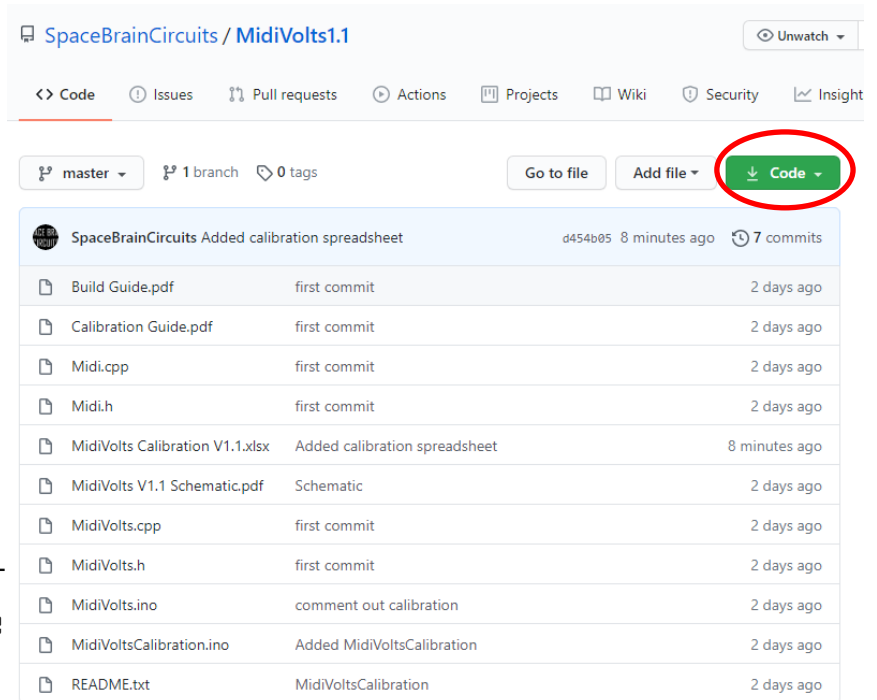 SpaceBrainCircuits / MidiVolts1.1
Unwatch
<> Code Issues Pull requests Actions Projects Wiki Security Insight
master 1 branch 0 tags Go to file Add file Code
SpaceBrainCircuits Added calibration spreadsheet d454b05 8 minutes ago 7 commits
Build Guide.pdf first commit 2 days ago
Calibration Guide.pdf first commit 2 days ago
Midi.cpp first commit 2 days ago
Midi.h first commit 2 days ago
MidiVolts Calibration V1.1.xlsx Added calibration spreadsheet 8 minutes ago
MidiVolts V1.1 Schematic.pdf Schematic 2 days ago
MidiVolts.cpp first commit 2 days ago
MidiVolts.h first commit 2 days ago
MidiVolts.ino comment out calibration 2 days ago
MidiVoltsCalibration.ino Added MidiVoltsCalibration 2 days ago
README.txt MidiVoltsCalibration 2 days ago